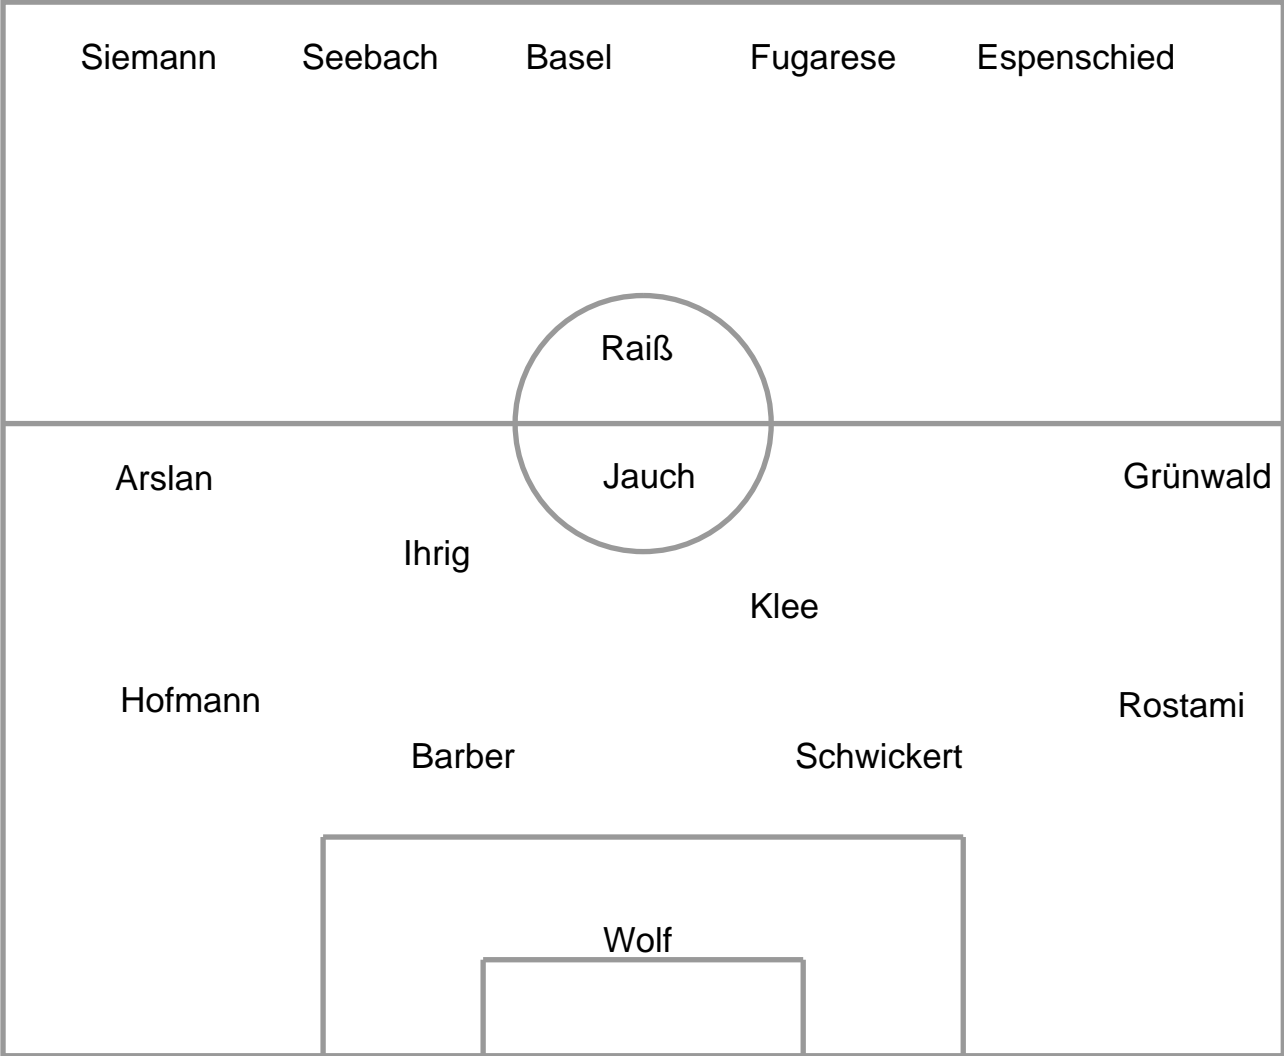 Siemann Seebach Basel Fugarese Espenschied
Raiß
Arslan Jauch Grünwald
Ihrig
Klee
Hofmann Rostami
Barber Schwickert
Wolf